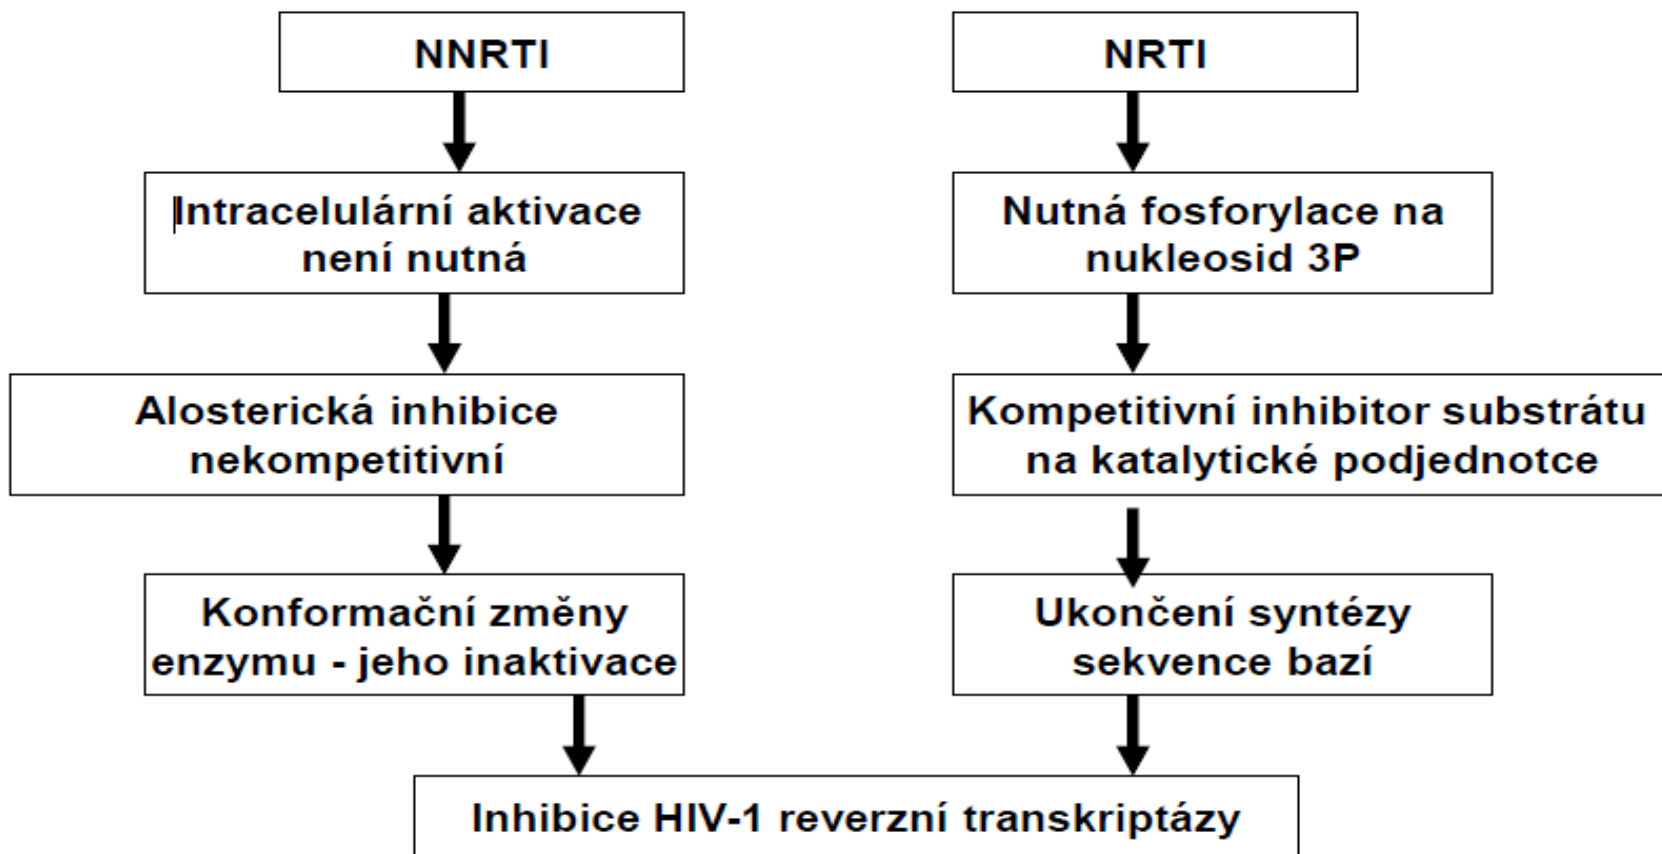 NNRTI
Intracelulární aktivace
není nutná
Alosterická inhibice
nekompetitivní
Konformační změny
enzymu - jeho inaktivace
NRTI
Nutná fosforylace na
nukleosid 3P
Kompetitivní inhibitor substrátu
na katalytické podjednotce
Ukončení syntézy
sekvence bazí
Inhibice HIV-1 reverzní transkriptázy